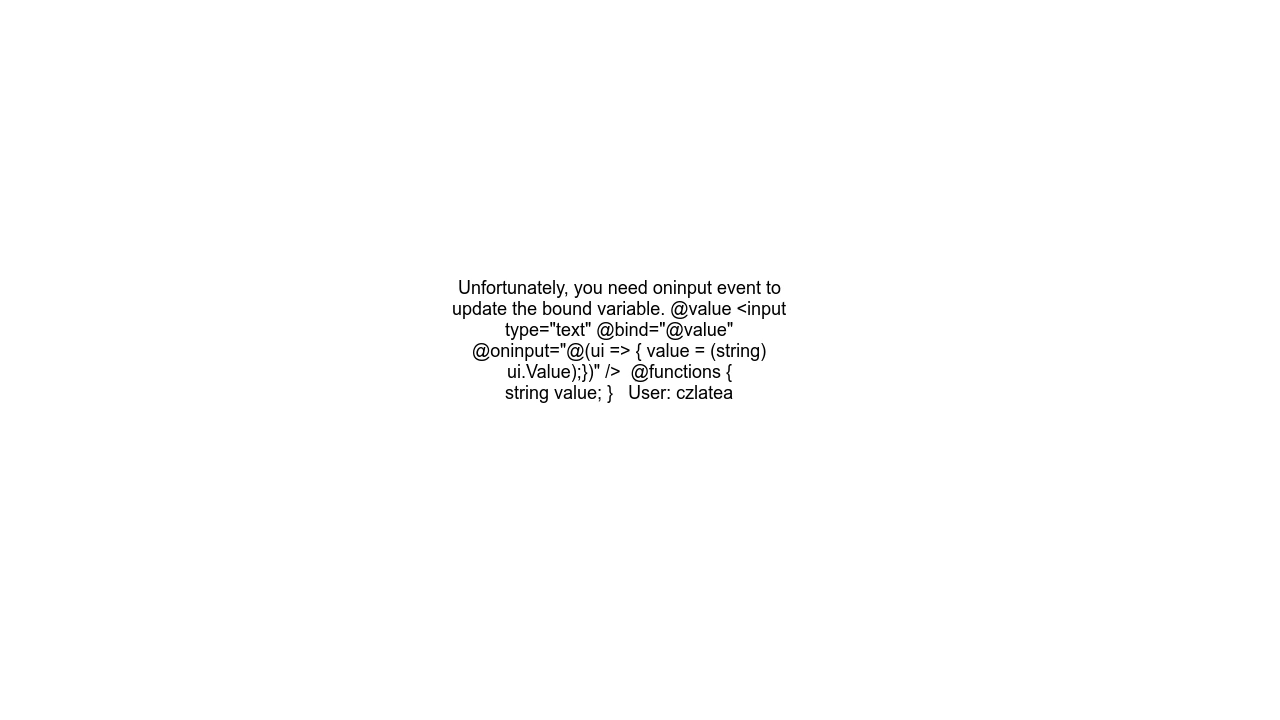 Unfortunately, you need oninput event to
update the bound variable. @value <input
type="text" @bind="@value"
@oninput="@(ui => { value = (string)
ui.Value);})" />  @functions {
string value; }   User: czlatea